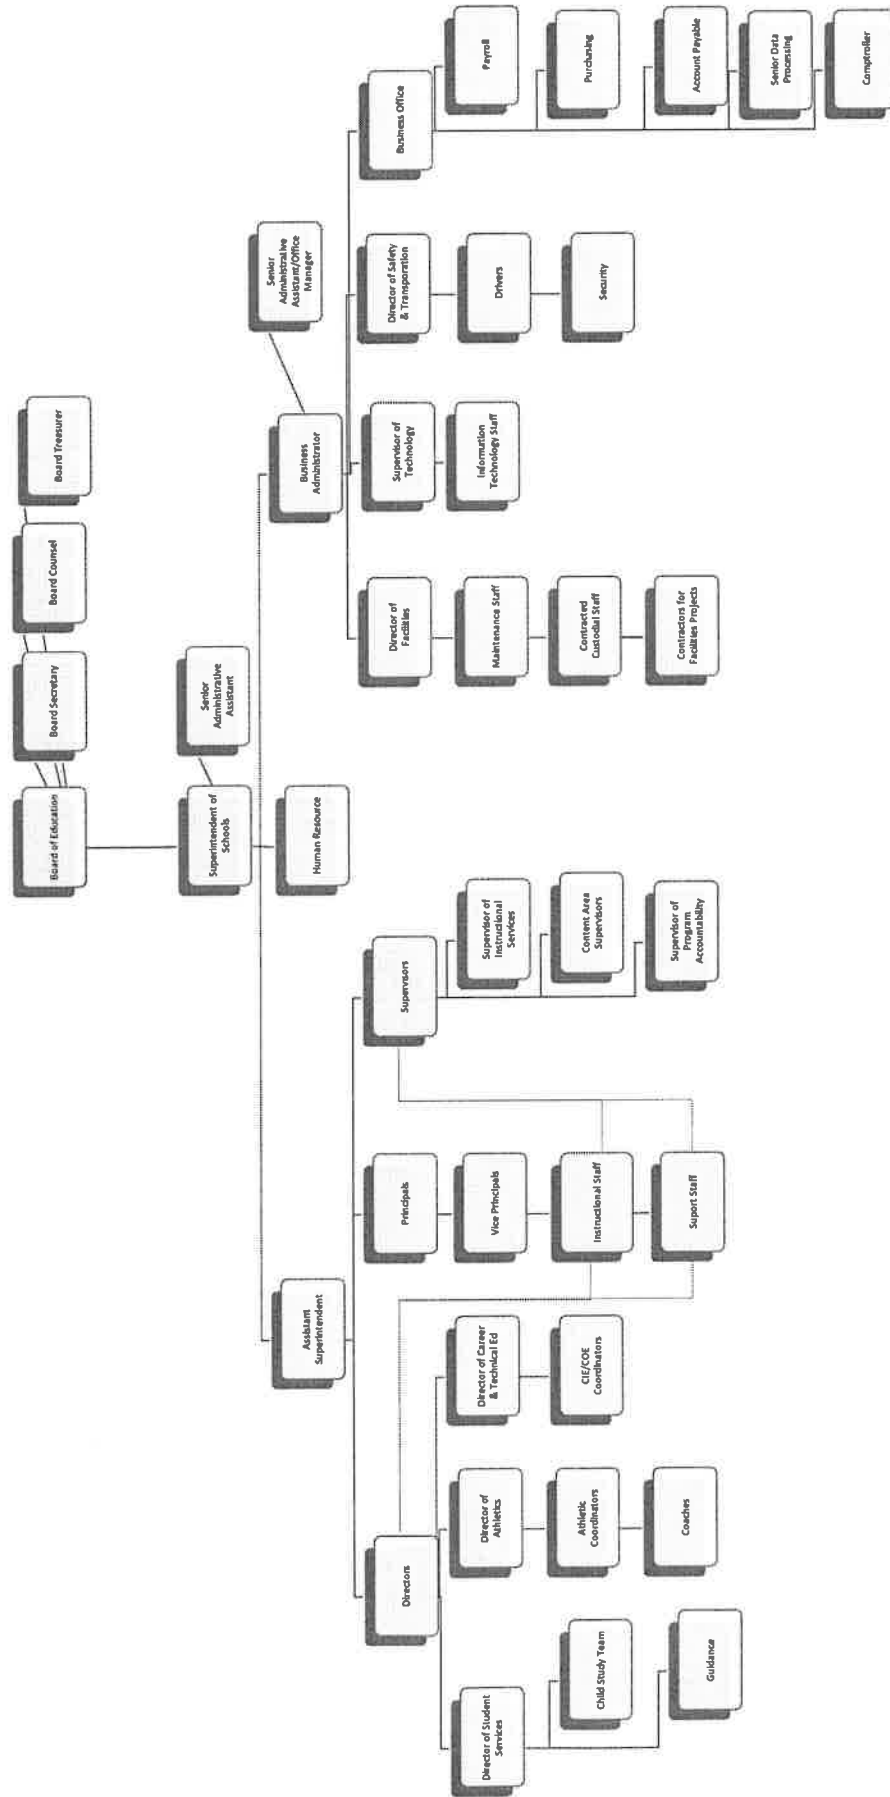 Board of Education
Board Secretary
Board Counsel
Board Treasurer
Superintendent of
Schools
Senior
Administrative
Assistant
Human Resource
Assistant
Superintendent
Business
Administrator
Senior
Administrative
Assistant/Office
Manager
Directors
Principals
Supervisors
Director of
Facilities
Supervisor of
Technology
Director of Safety
& Transporation
Business Office
Director of Student
Services
Director of
Athletics
Director of Career
& Technical Ed
Vice Principals
Supervisor of
Instructional
Services
Maintenance Staff
Information
Technology Staff
Drivers
Payroll
Child Study Team
Athletic
Coordinators
CIE/COE
Coordinators
Instructional Staff
Content Area
Supervisors
Contracted
Custodial Staff
Security
Purchasing
Guidance
Coaches
Suport Staff
Supervisor of
Program
Accountability
Contractors for
Facilities Projects
Account Payable
Senior Data
Processing
Comptroller